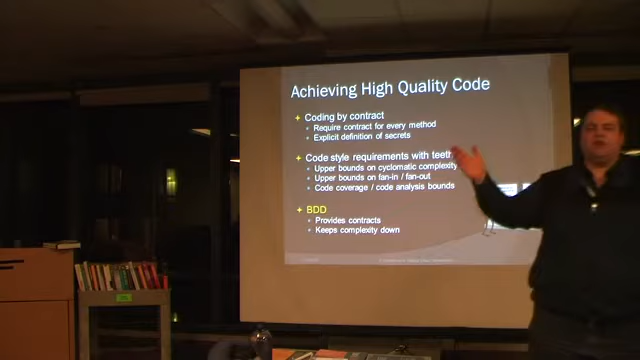 Achieving High Quality Code
+ Coding by contract
Require contract for every method
Explicit definition of secrets
+ Code style requirements with teeth
Upper bounds on cyclomatic complexity
Upper bounds on fan-in / fan-out
Code coverage / code analysis bounds
+ BDD
Provides contracts
Keeps complexity down